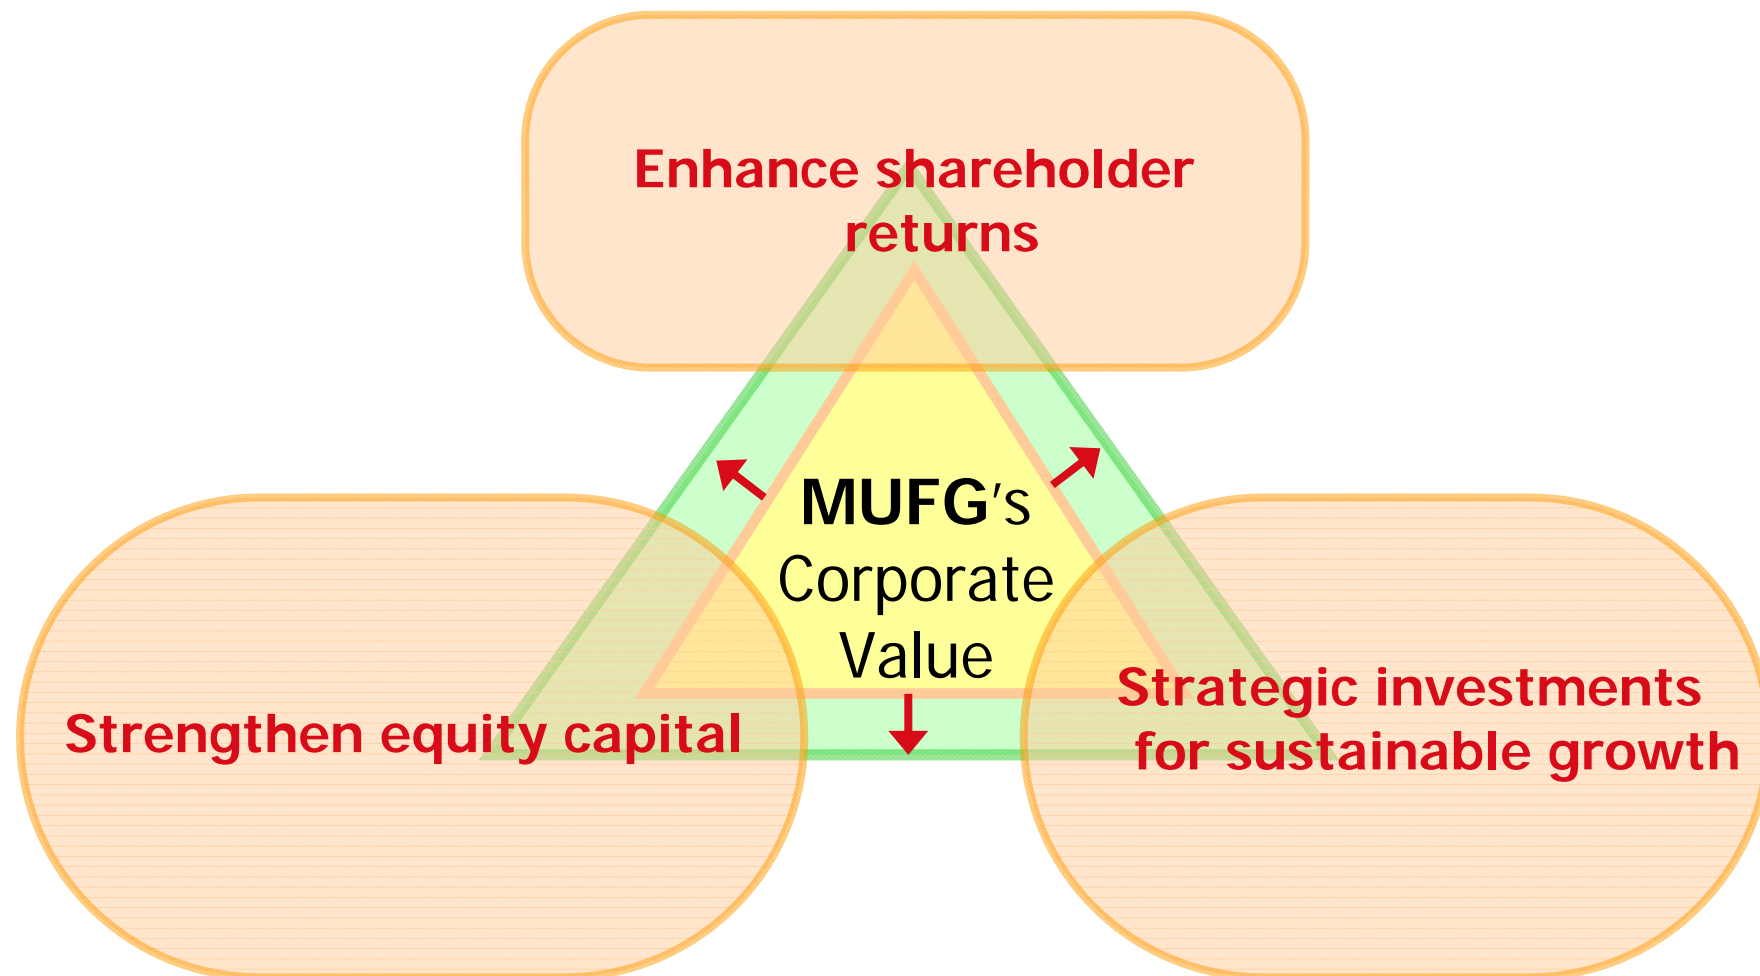 Enhance shareholder
returns
MUFG's
Corporate
Value
Strengthen equity capital
Strategic investments
for sustainable growth